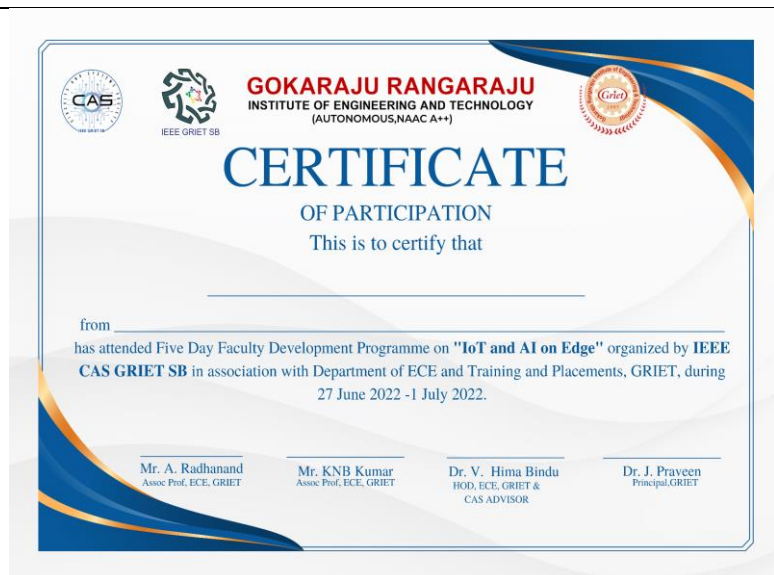 CAS
IEEE GRIET SB
GOKARAJU RANGARAJU
INSTITUTE OF ENGINEERING AND TECHNOLOGY
(AUTONOMOUS,NAAC A++)
Griet
CERTIFICATE
OF PARTICIPATION
This is to certify that
from
has attended Five Day Faculty Development Programme on "IoT and AI on Edge" organized by IEEE
CAS GRIET SB in association with Department of ECE and Training and Placements, GRIET, during
27 June 2022 -1 July 2022.
Mr. A. Radhanand
Assoc Prof, ECE, GRIET
Mr. KNB Kumar
Assoc Prof, ECE, GRIET
Dr. V. Hima Bindu
HOD, ECE, GRIET &
CAS ADVISOR
Dr. J. Praveen
Principal,GRIET